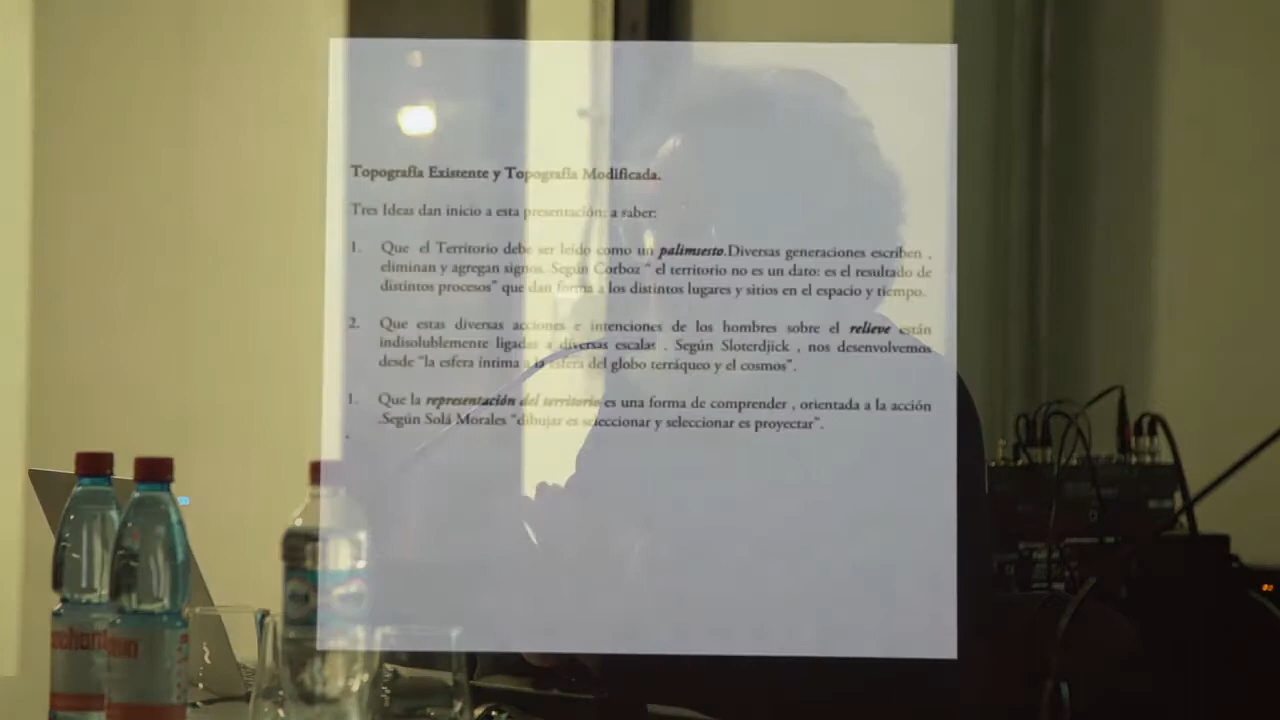 Topografía Existente y Topografía Modificada.
Tres Ideas dan inicio a esta presentación; a saber:
1. Que el Territorio debe ser leído como un palimsesto.Diversas generaciones escriben ,
eliminan y agregan signos. Según Corboz " el territorio no es un dato: es el resultado de
distintos procesos" que dan forma a los distintos lugares y sitios en el espacio y tiempo.
2. Que estas diversas acciones e intenciones de los hombres sobre el relieve están
indisolublemente ligadas a diversas escalas . Según Sloterdjick , nos desenvolvemos
desde "la esfera íntima a la esfera del globo terráqueo y el cosmos".
1. Que la representación del territorio es una forma de comprender , orientada a la acción
.Según Solá Morales "dibujar es seleccionar y seleccionar es proyectar".